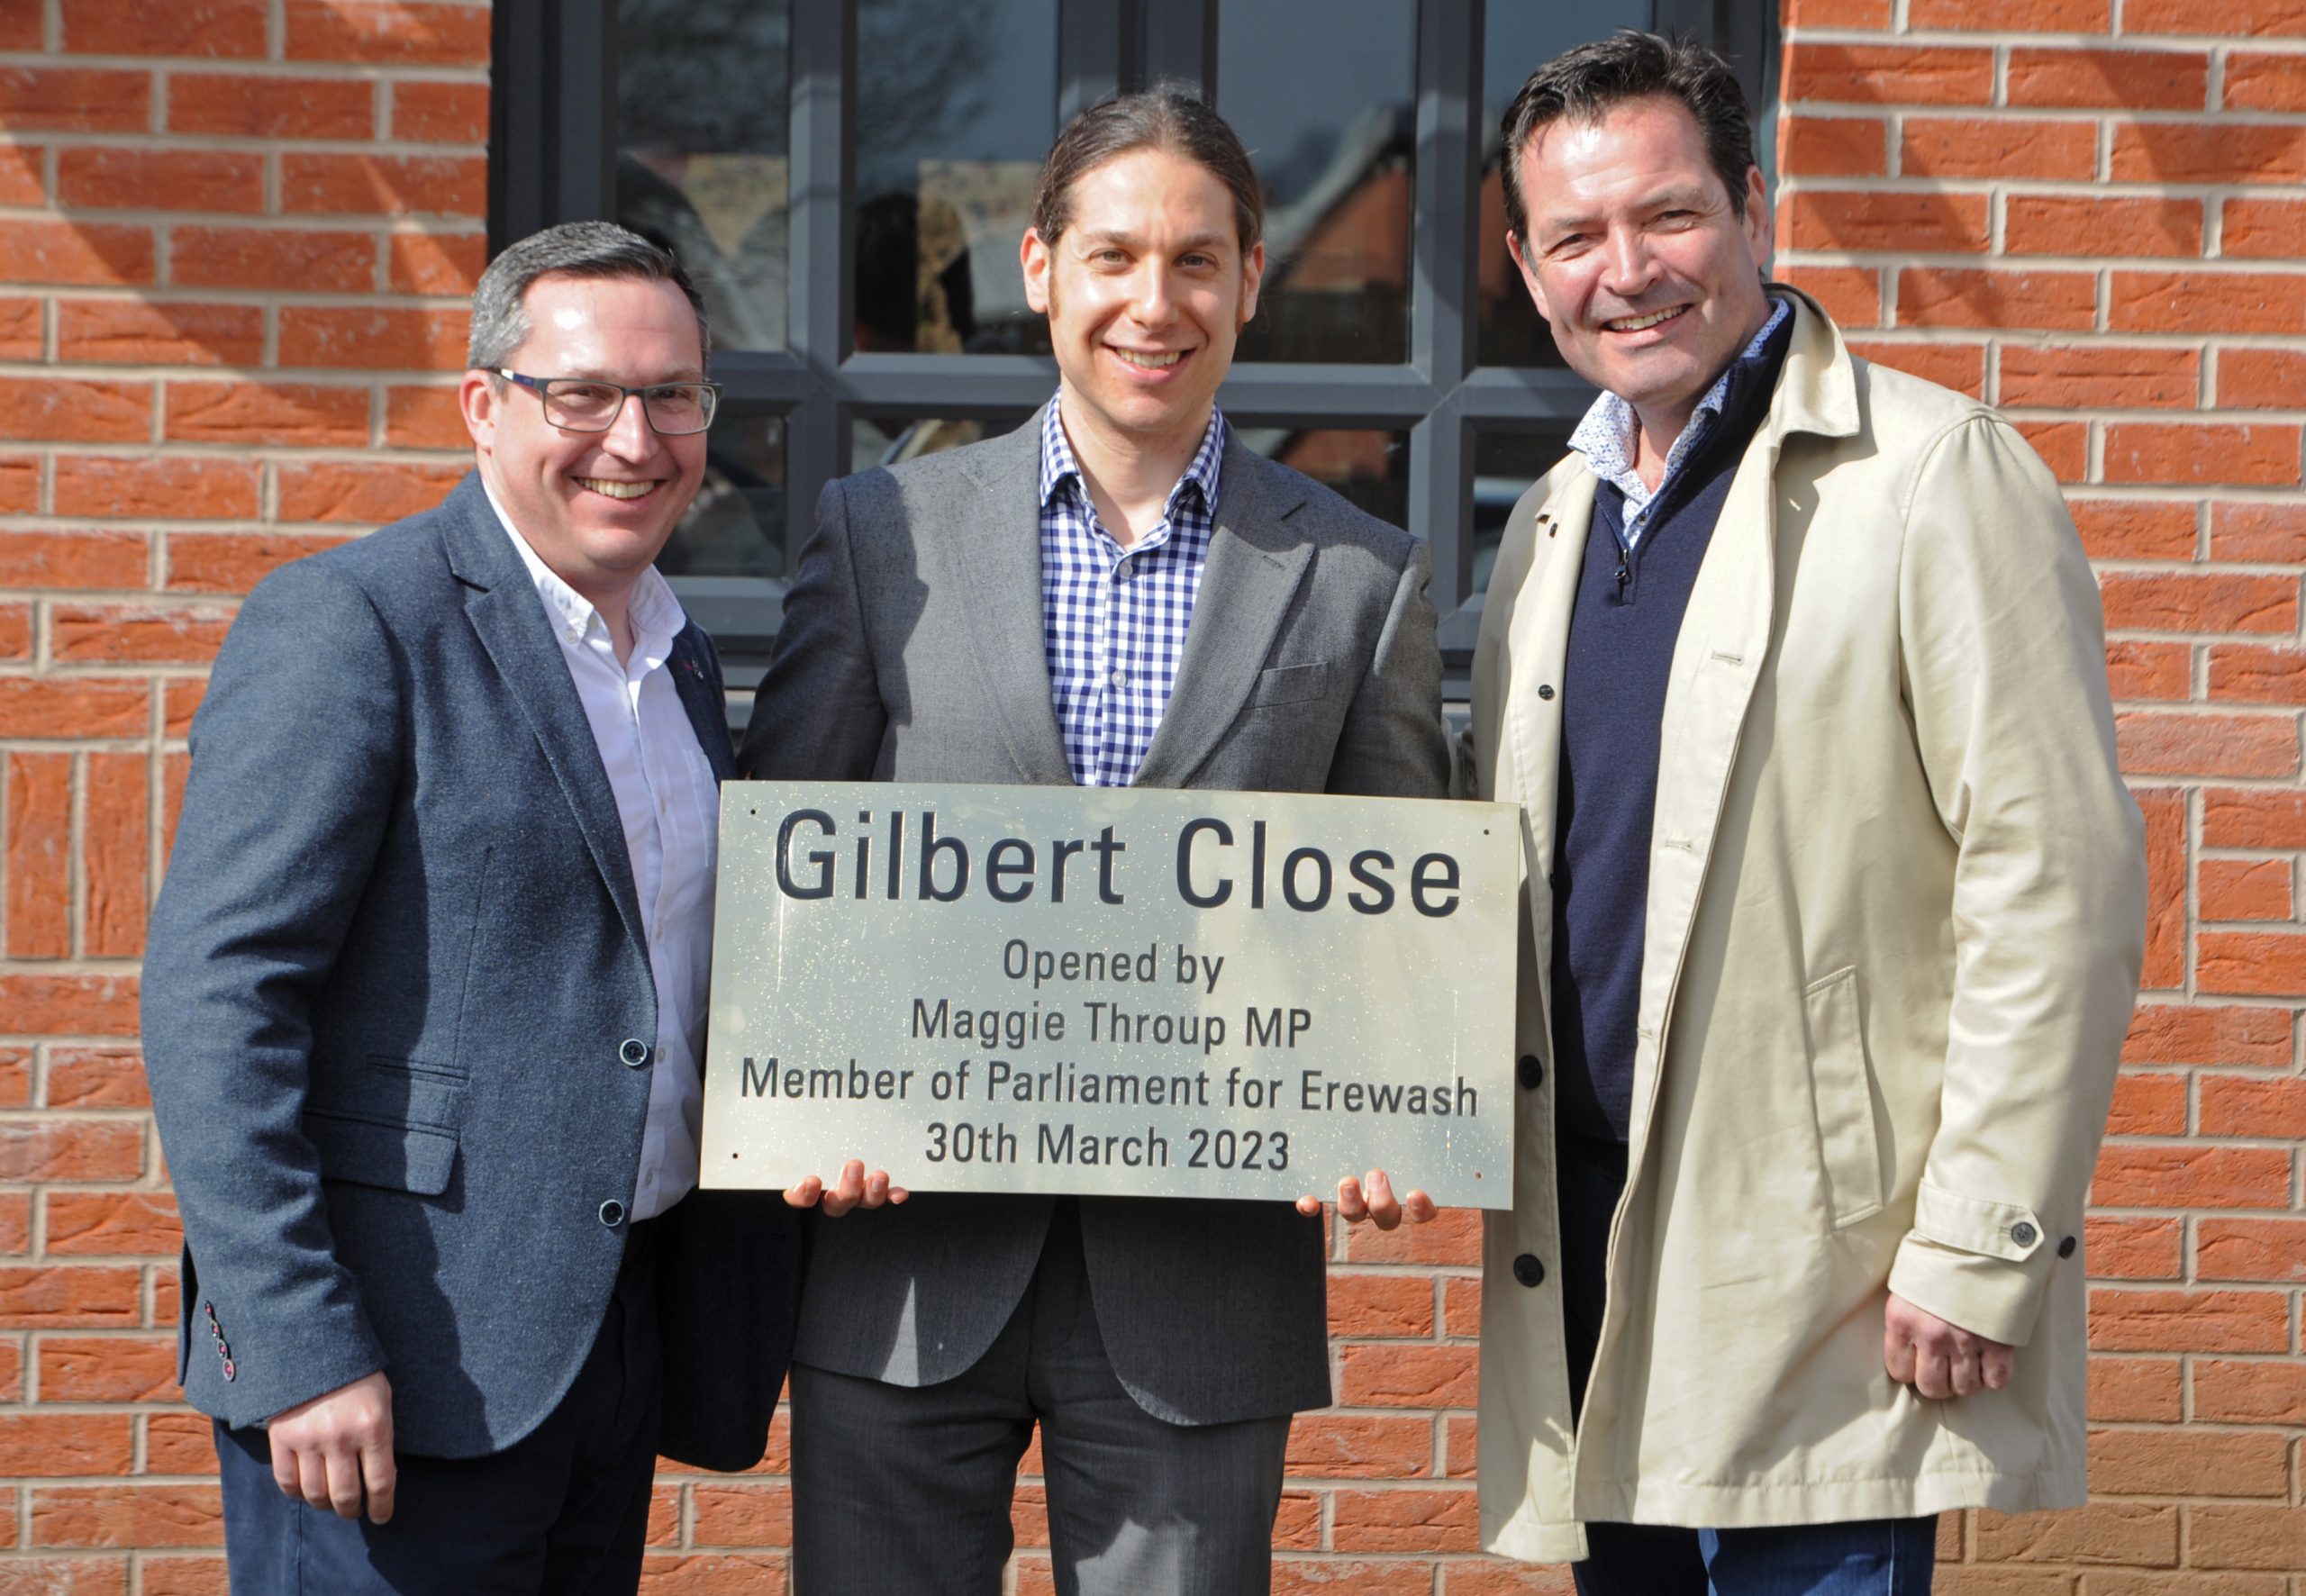 Gilbert Close
Opened by
Maggie Throup MP
Member of Parliament for Erewash
30th March 2023